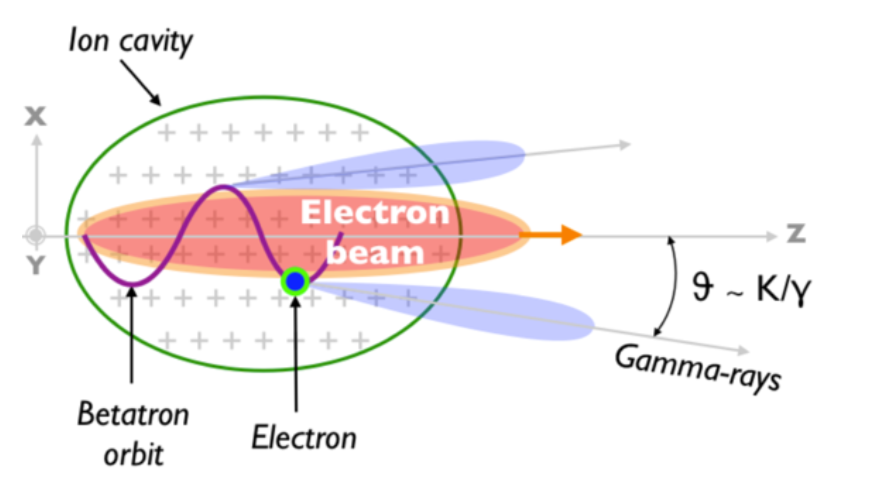 Ion cavity
X
Y
Electron
beam
Z
ϑ ~ K/γ
Gamma-rays
Betatron
orbit
Electron